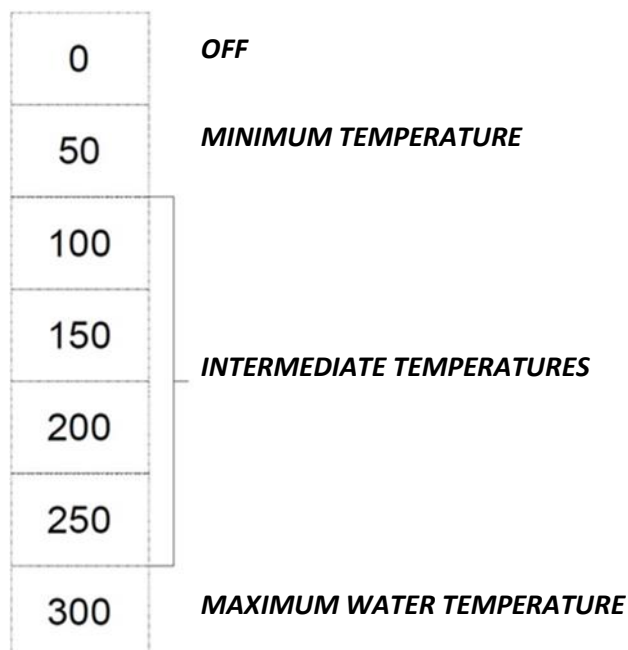 0 OFF
50 MINIMUM TEMPERATURE
100
150
INTERMEDIATE TEMPERATURES
200
250
300 MAXIMUM WATER TEMPERATURE